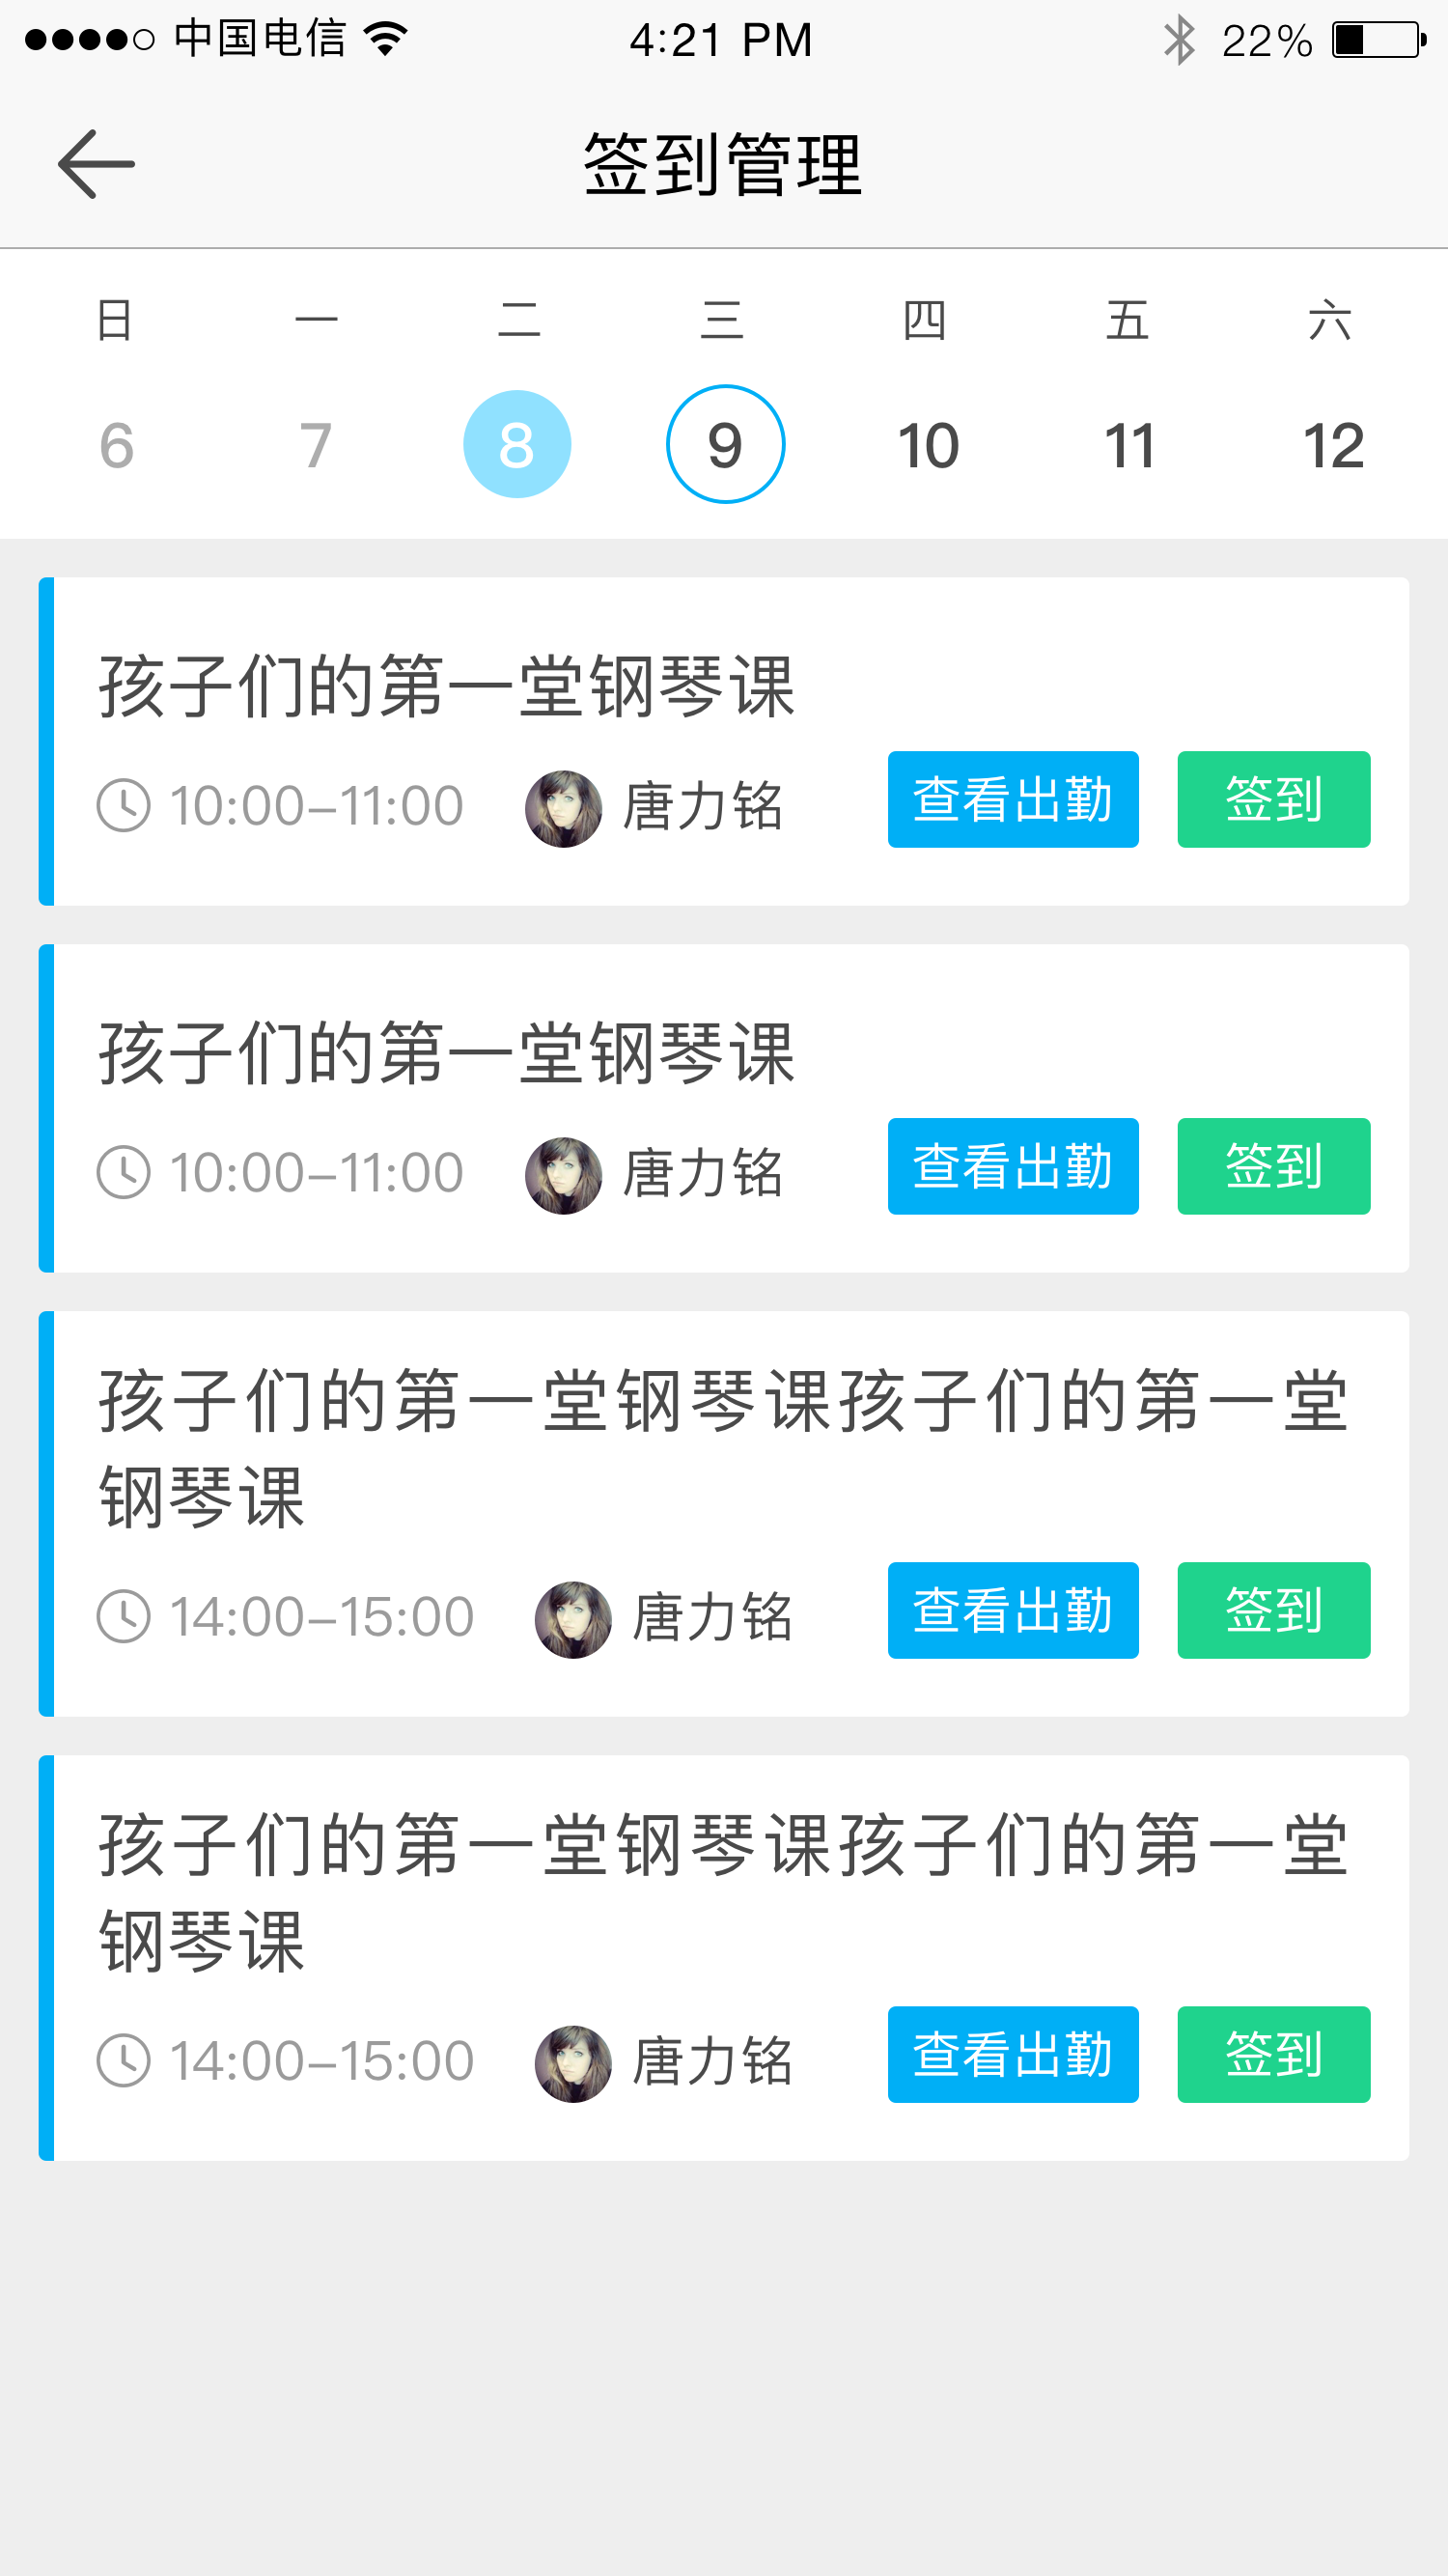 中国电信 4:21 PM 22%
签到管理
日 一 二 三 四 五 六
6 7 8 9 10 11 12
孩子们的第一堂钢琴课
10:00-11:00 唐力铭 查看出勤 签到
孩子们的第一堂钢琴课
10:00-11:00 唐力铭 查看出勤 签到
孩子们的第一堂钢琴课孩子们的第一堂
钢琴课
14:00-15:00 唐力铭 查看出勤 签到
孩子们的第一堂钢琴课孩子们的第一堂
钢琴课
14:00-15:00 唐力铭 查看出勤 签到